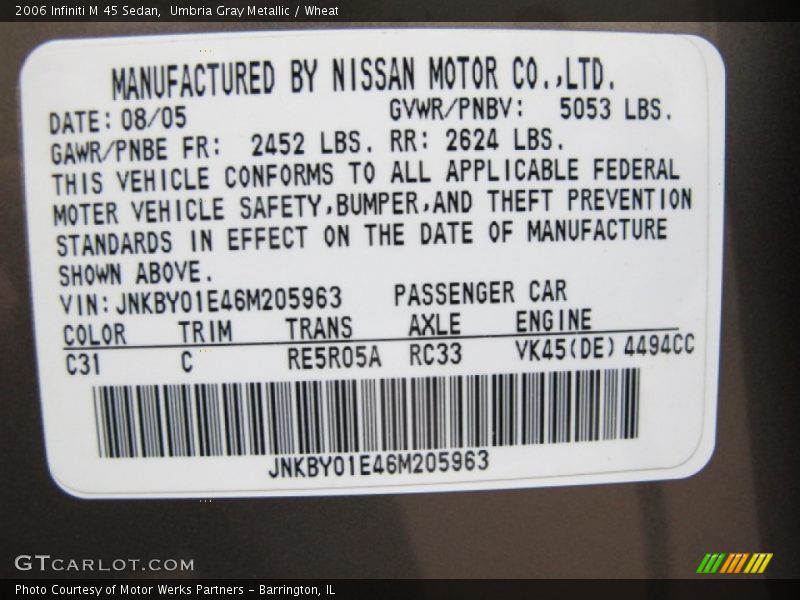 2006 Infiniti M 45 Sedan,  Umbria Gray Metallic / Wheat
MANUFACTURED BY NISSAN MOTOR CO.,LTD.
DATE: 08/05 GVWR/PNBV: 5053 LBS.
GAWR/PNBE FR: 2452 LBS. RR: 2624 LBS.
THIS VEHICLE CONFORMS TO ALL APPLICABLE FEDERAL
MOTER VEHICLE SAFETY,BUMPER,AND THEFT PREVENTION
STANDARDS IN EFFECT ON THE DATE OF MANUFACTURE
SHOWN ABOVE.
VIN: JNKBY01E46M205963 PASSENGER CAR
COLOR TRIM TRANS AXLE ENGINE
C31 C RE5R05A RC33 VK45(DE) 4494CC
JNKBY01E46M205963
GTCARLOT.COM
Photo Courtesy of Motor Werks Partners - Barrington, IL